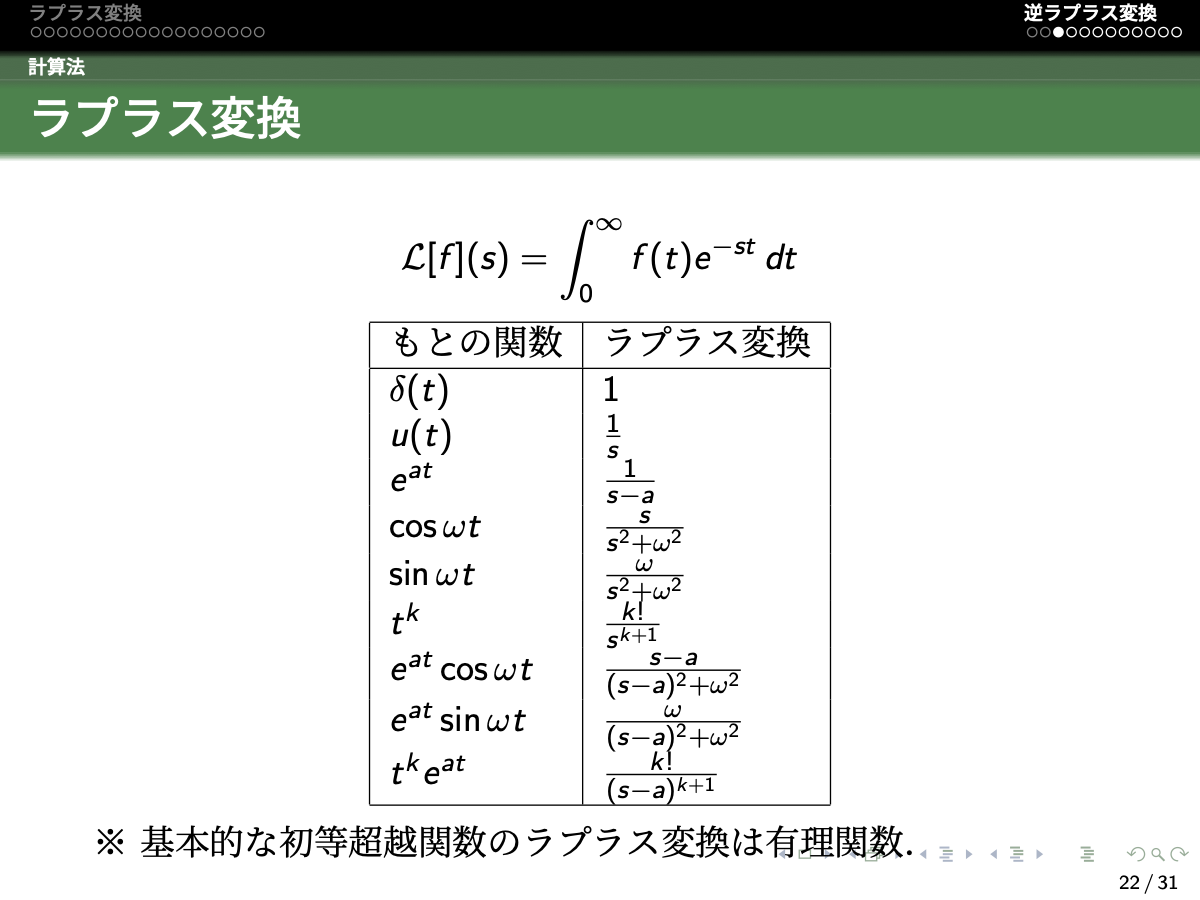 ラプラス変換 逆ラプラス変換
計算法
ラプラス変換
ℒ[f](s) = ∫₀^∞ f(t)e^{−st} dt
もとの関数 ラプラス変換
δ(t) 1
u(t) 1/s
e^{at} 1/(s−a)
cos ωt s/(s²+ω²)
sin ωt ω/(s²+ω²)
t^k k!/s^{k+1}
e^{at} cos ωt (s−a)/((s−a)²+ω²)
e^{at} sin ωt ω/((s−a)²+ω²)
t^k e^{at} k!/(s−a)^{k+1}
※ 基本的な初等超越関数のラプラス変換は有理関数.
22 / 31